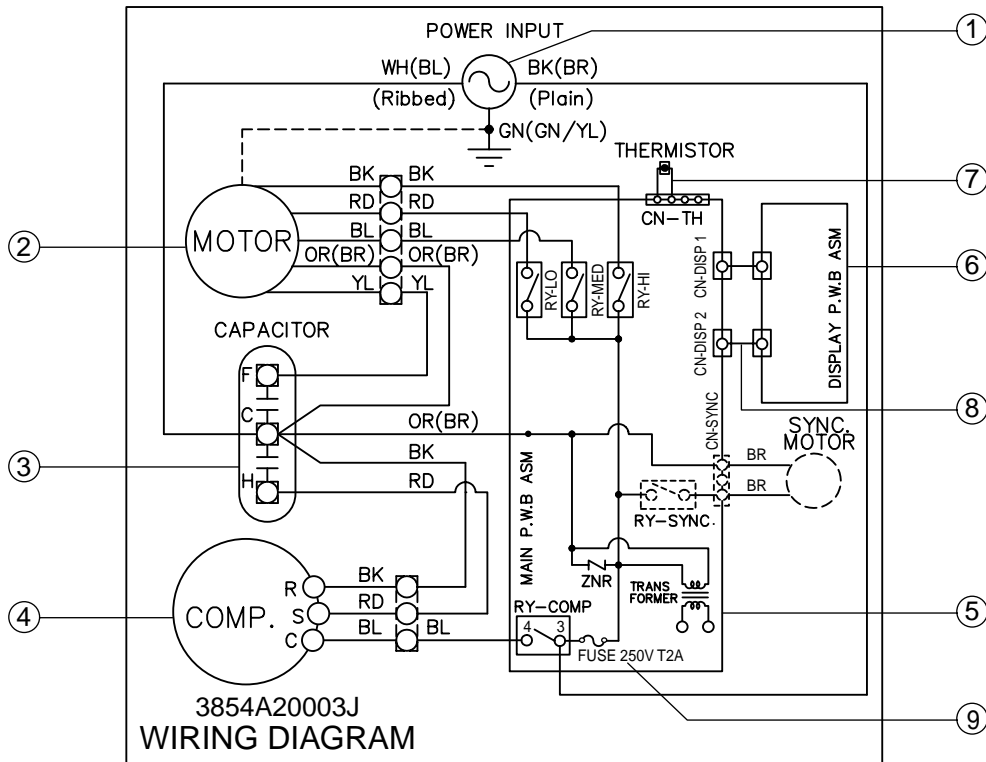 POWER INPUT
1
WH(BL)
BK(BR)
(Ribbed)
(Plain)
GN(GN/YL)
THERMISTOR
7
CN-TH
BK BK
RD RD
BL BL
OR(BR) OR(BR)
YL YL
2
MOTOR
RY-LO
RY-MED
RY-HI
CN-DISP 1
CN-DISP 2
DISPLAY P.W.B ASM
6
8
CAPACITOR
F
C
H
3
OR(BR)
BK
RD
MAIN P.W.B ASM
CN-SYNC
SYNC.
MOTOR
BR
BR
RY-SYNC.
ZNR
TRANS
FORMER
5
4
COMP.
R
S
C
BK
RD
BL BL
RY-COMP
4 3
FUSE 250V T2A
9
3854A20003J
WIRING DIAGRAM